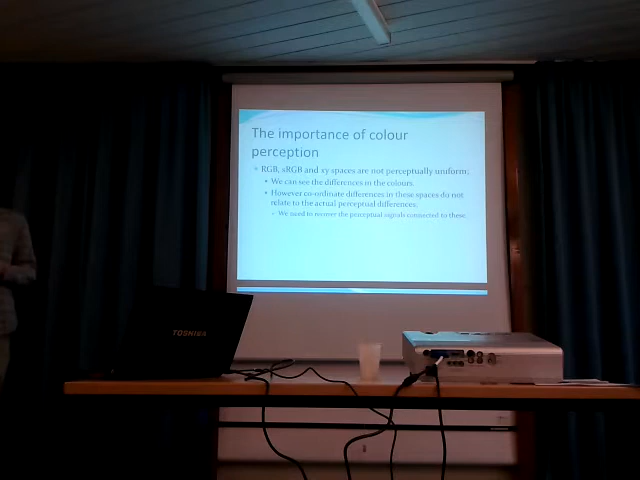 The importance of colour
perception
RGB, sRGB and xy spaces are not perceptually uniform:
We can see the differences in the colours.
However co-ordinate differences in these spaces do not
relate to the actual perceptual differences.
We need to recover the perceptual signals connected to these.
TOSHIBA